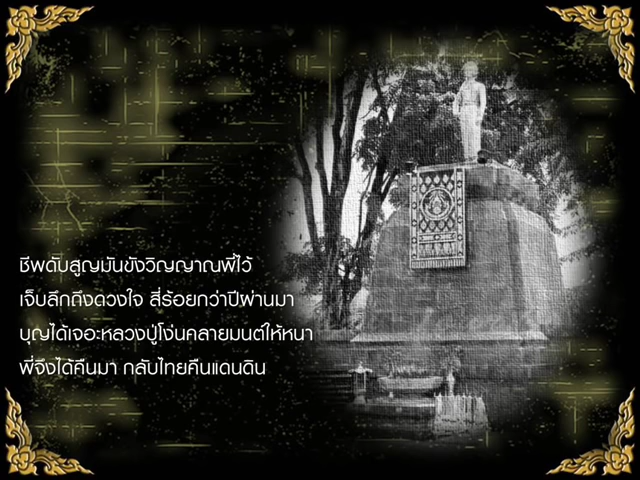 ชีพดับสูญมันขังวิญญาณพี่ไว้
เจ็บลึกถึงดวงใจ สี่ร้อยกว่าปีผ่านมา
บุญได้เจอะหลวงปู่โง่นคลายมนต์ให้หนา
พี่จึงได้คืนมา กลับไทยคืนแดนดิน